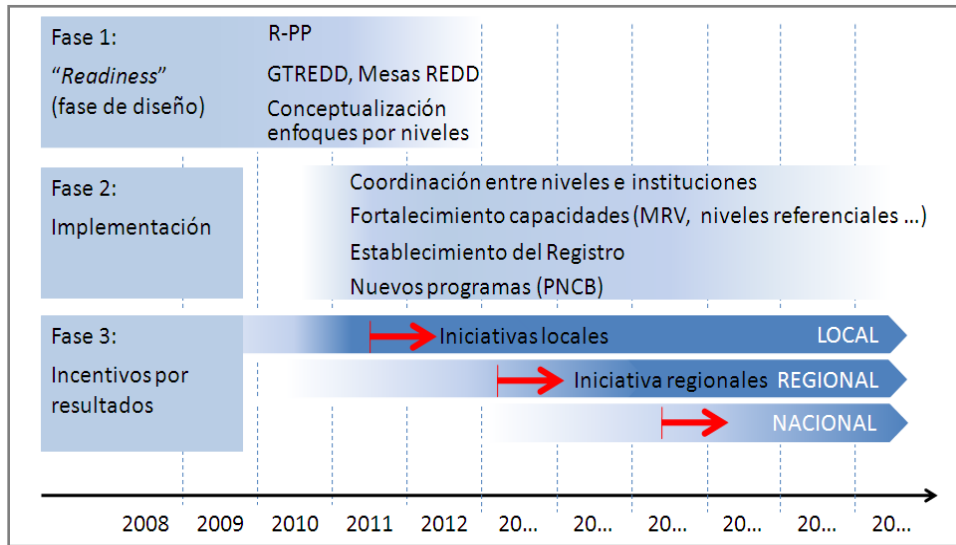 Fase 1:
"Readiness"
(fase de diseño)
R-PP
GTREDD, Mesas REDD
Conceptualización
enfoques por niveles
Fase 2:
Implementación
Coordinación entre niveles e instituciones
Fortalecimiento capacidades (MRV, niveles referenciales ...)
Establecimiento del Registro
Nuevos programas (PNCB)
Fase 3:
Incentivos por
resultados
Iniciativas locales LOCAL
Iniciativa regionales REGIONAL
NACIONAL
2008 2009 2010 2011 2012 20... 20... 20... 20... 20... 20...